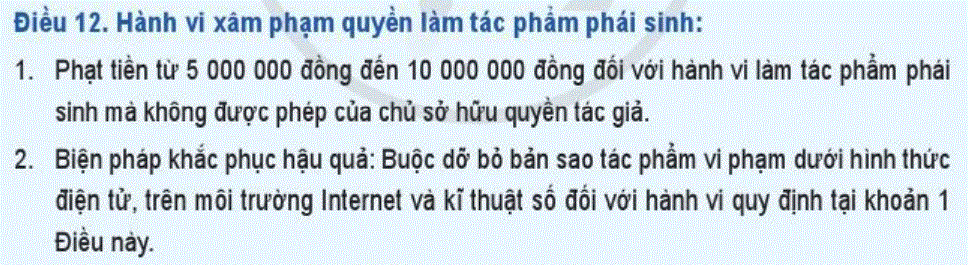 Điều 12. Hành vi xâm phạm quyền làm tác phẩm phái sinh:
1. Phạt tiền từ 5 000 000 đồng đến 10 000 000 đồng đối với hành vi làm tác phẩm phái
sinh mà không được phép của chủ sở hữu quyền tác giả.
2. Biện pháp khắc phục hậu quả: Buộc dỡ bỏ bản sao tác phẩm vi phạm dưới hình thức
điện tử, trên môi trường Internet và kĩ thuật số đối với hành vi quy định tại khoản 1
Điều này.